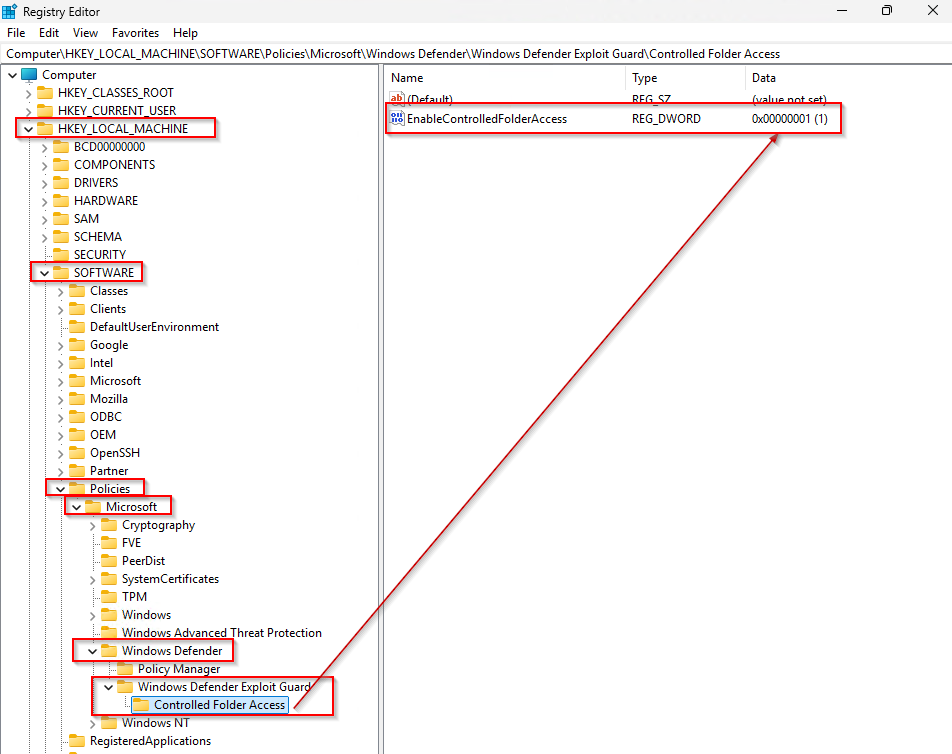 Registry Editor
File Edit View Favorites Help
Computer\HKEY_LOCAL_MACHINE\SOFTWARE\Policies\Microsoft\Windows Defender\Windows Defender Exploit Guard\Controlled Folder Access
Computer
HKEY_CLASSES_ROOT
HKEY_CURRENT_USER
HKEY_LOCAL_MACHINE
BCD00000000
COMPONENTS
DRIVERS
HARDWARE
SAM
SCHEMA
SECURITY
SOFTWARE
Classes
Clients
DefaultUserEnvironment
Google
Intel
Microsoft
Mozilla
ODBC
OEM
OpenSSH
Partner
Policies
Microsoft
Cryptography
FVE
PeerDist
SystemCertificates
TPM
Windows
Windows Advanced Threat Protection
Windows Defender
Policy Manager
Windows Defender Exploit Guard
Controlled Folder Access
Windows NT
RegisteredApplications
Name Type Data
ab (Default) REG_SZ (value not set)
EnableControlledFolderAccess REG_DWORD 0x00000001 (1)